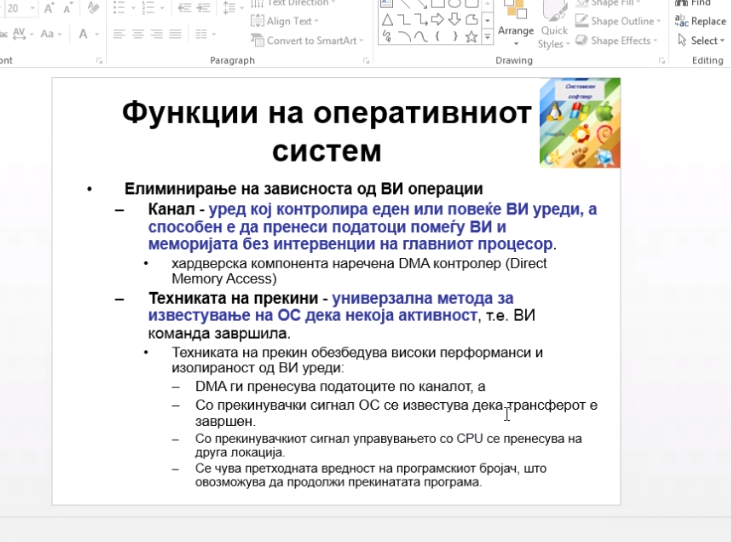 20
A
A
Text Direction
Align Text
Convert to SmartArt
AV
Aa
A
Paragraph
Arrange
Quick
Styles
Shape Fill
Shape Outline
Shape Effects
Drawing
Find
Replace
Select
Editing
Функции на оперативниот
систем
Системски
софтвер
• Елиминирање на зависноста од ВИ операции
– Канал - уред кој контролира еден или повеќе ВИ уреди, а
способен е да пренеси податоци помеѓу ВИ и
меморијата без интервенции на главниот процесор.
• хардверска компонента наречена DMA контролер (Direct
Memory Access)
– Техниката на прекини - универзална метода за
известување на ОС дека некоја активност, т.е. ВИ
команда завршила.
• Техниката на прекин обезбедува високи перформанси и
изолираност од ВИ уреди:
– DMA ги пренесува податоците по каналот, а
– Со прекинувачки сигнал ОС се известува дека трансферот е
завршен.
– Со прекинувачкиот сигнал управувањето со CPU се пренесува на
друга локација.
– Се чува претходната вредност на програмскиот бројач, што
овозможува да продолжи прекинатата програма.